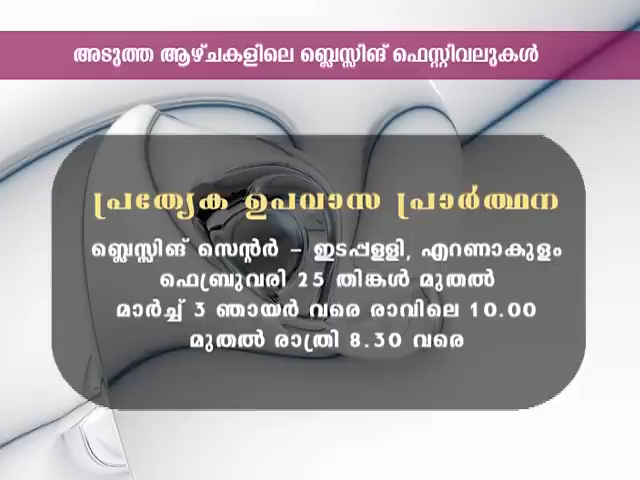 അടുത്ത ആഴ്ചകളിലെ ബ്ലെസ്സിങ് ഫെസ്റ്റിവലുകൾ
പ്രത്യേക ഉപവാസ പ്രാർത്ഥന
ബ്ലെസ്സിങ് സെന്റർ – ഇടപ്പള്ളി, എറണാകുളം
ഫെബ്രുവരി 25 തിങ്കൾ മുതൽ
മാർച്ച് 3 ഞായർ വരെ രാവിലെ 10.00
മുതൽ രാത്രി 8.30 വരെ